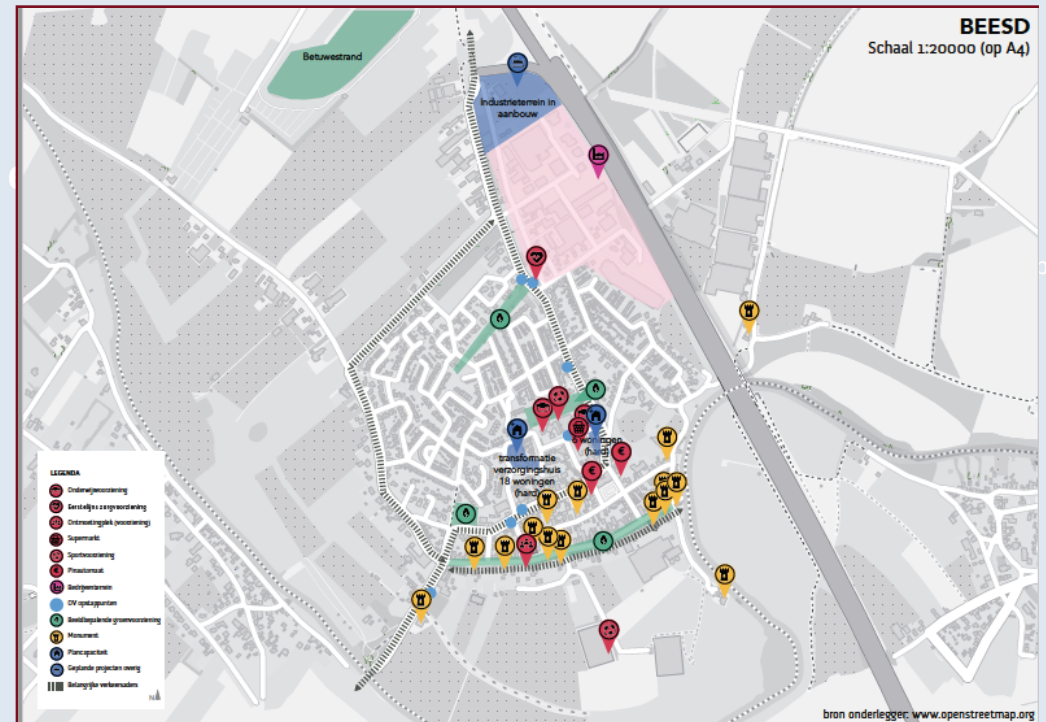 BEESD
Schaal 1:20000 (op A4)
Betuwestrand
Industrieterrein in
aanbouw
6 woningen
(hard)
transformatie
verzorgingshuis
18 woningen
(hard)
LEGENDA
Onderwijsvoorziening
Eerstelijns zorgvoorziening
Ontmoetingsplek (voorziening)
Supermarkt
Sportvoorziening
Pinautomaat
Bedrijventerrein
OV opstappunten
Beeldbepalende groenvoorziening
Monument
Plancapaciteit
Geplande projecten overig
Belangrijke verkeersaders
N
bron onderlegger: www.openstreetmap.org